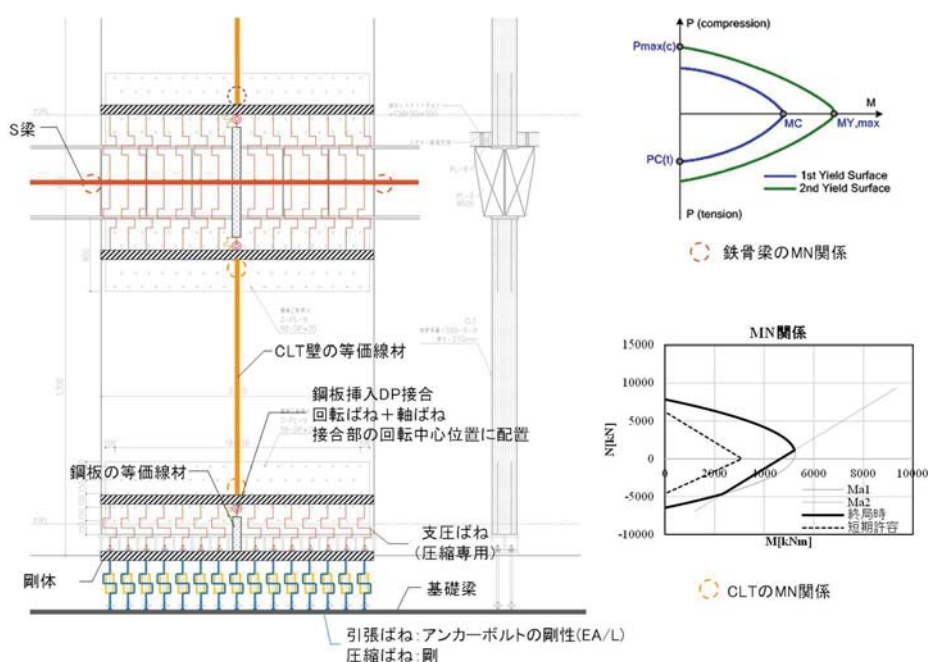 S梁
CLT壁の等価線材
鋼板挿入DP接合
回転ばね+軸ばね
接合部の回転中心位置に配置
鋼板の等価線材
支圧ばね
(圧縮専用)
剛体
基礎梁
引張ばね:アンカーボルトの剛性(EA/L)
圧縮ばね:剛
P (compression)
Pmax(c)
M
MC
MY,max
PC(t)
1st Yield Surface
2nd Yield Surface
P (tension)
鉄骨梁のMN関係
MN関係
15000
10000
5000
0
-5000
-10000
N[kN]
0
2000
4000
6000
8000
10000
Ma1
Ma2
終局時
短期許容
M[kNm]
CLTのMN関係